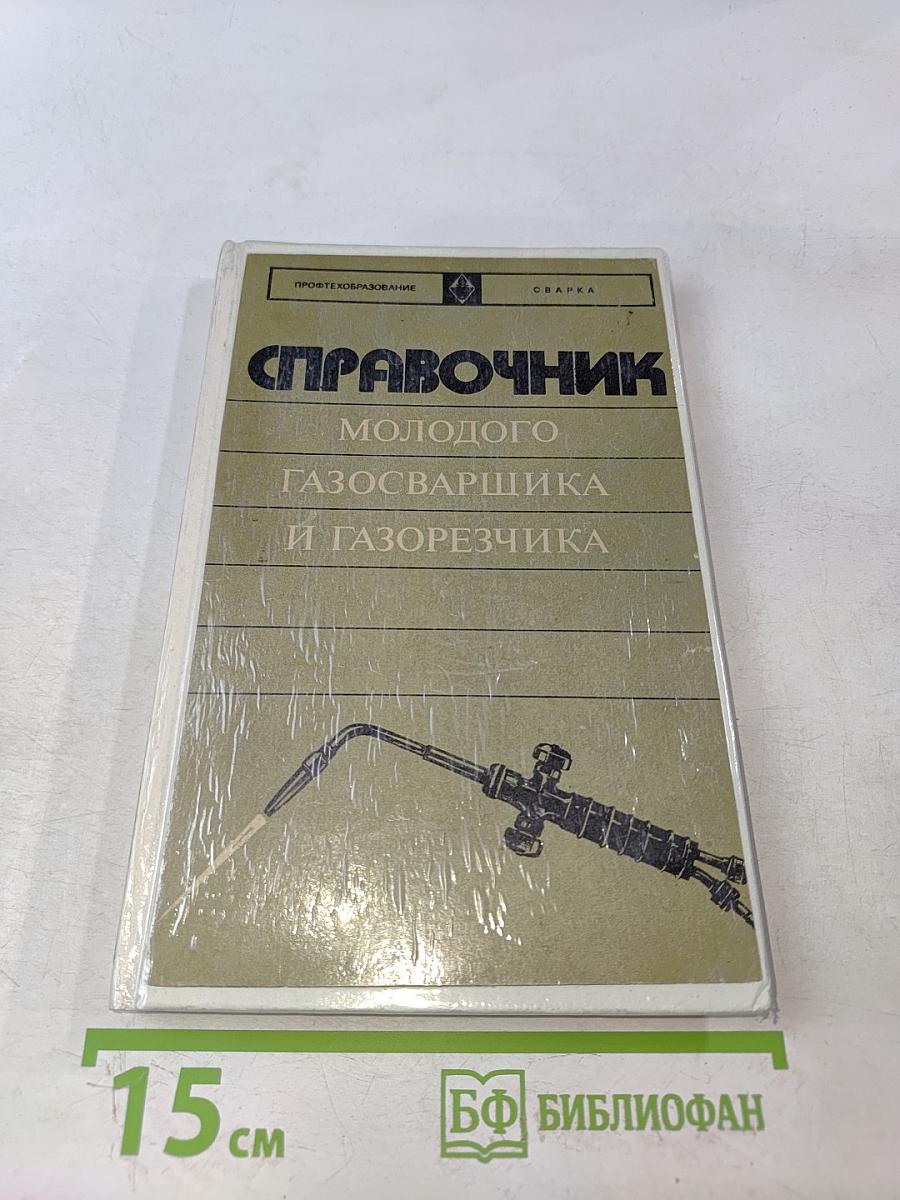 ПРОФТЕХОБРАЗОВАНИЕ СВАРКА
СПРАВОЧНИК
МОЛОДОГО
ГАЗОСВАРЩИКА
И ГАЗОРЕЗЧИКА
15 см
БФ БИБЛИОФАН